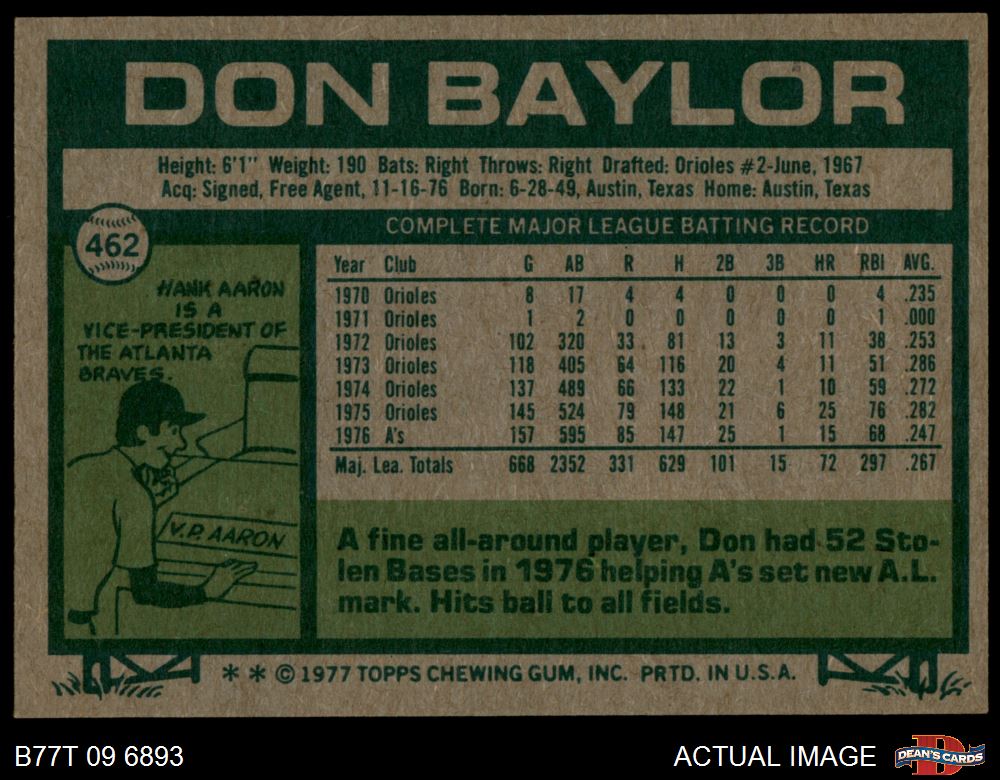 DON BAYLOR
Height: 6'1" Weight: 190 Bats: Right Throws: Right Drafted: Orioles #2-June, 1967
Acq: Signed, Free Agent, 11-16-76 Born: 6-28-49, Austin, Texas Home: Austin, Texas
462
HANK AARON
IS A
VICE-PRESIDENT OF
THE ATLANTA
BRAVES.
V.P. AARON
COMPLETE MAJOR LEAGUE BATTING RECORD
Year Club G AB R H 2B 3B HR RBI AVG.
1970 Orioles 8 17 4 4 0 0 0 4 .235
1971 Orioles 1 2 0 0 0 0 0 1 .000
1972 Orioles 102 320 33 81 13 3 11 38 .253
1973 Orioles 118 405 64 116 20 4 11 51 .286
1974 Orioles 137 489 66 133 22 1 10 59 .272
1975 Orioles 145 524 79 148 21 6 25 76 .282
1976 A's 157 595 85 147 25 1 15 68 .247
Maj. Lea. Totals 668 2352 331 629 101 15 72 297 .267
A fine all-around player, Don had 52 Sto-
len Bases in 1976 helping A's set new A.L.
mark. Hits ball to all fields.
* * © 1977 TOPPS CHEWING GUM, INC. PRTD. IN U.S.A.
B77T 09 6893
ACTUAL IMAGE
D
DEAN'S CARDS